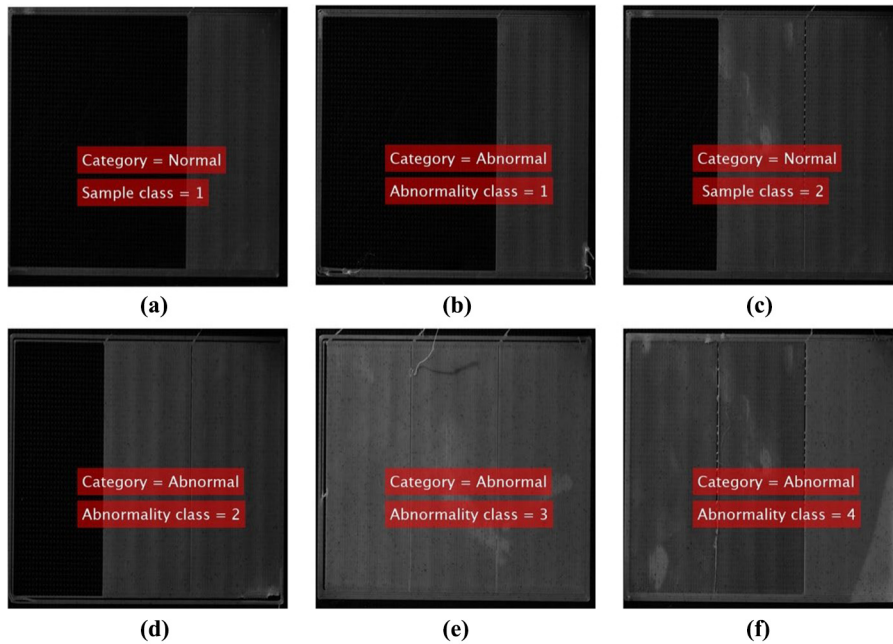 Category = Normal
Sample class = 1
(a)
Category = Abnormal
Abnormality class = 1
(b)
Category = Normal
Sample class = 2
(c)
Category = Abnormal
Abnormality class = 2
(d)
Category = Abnormal
Abnormality class = 3
(e)
Category = Abnormal
Abnormality class = 4
(f)